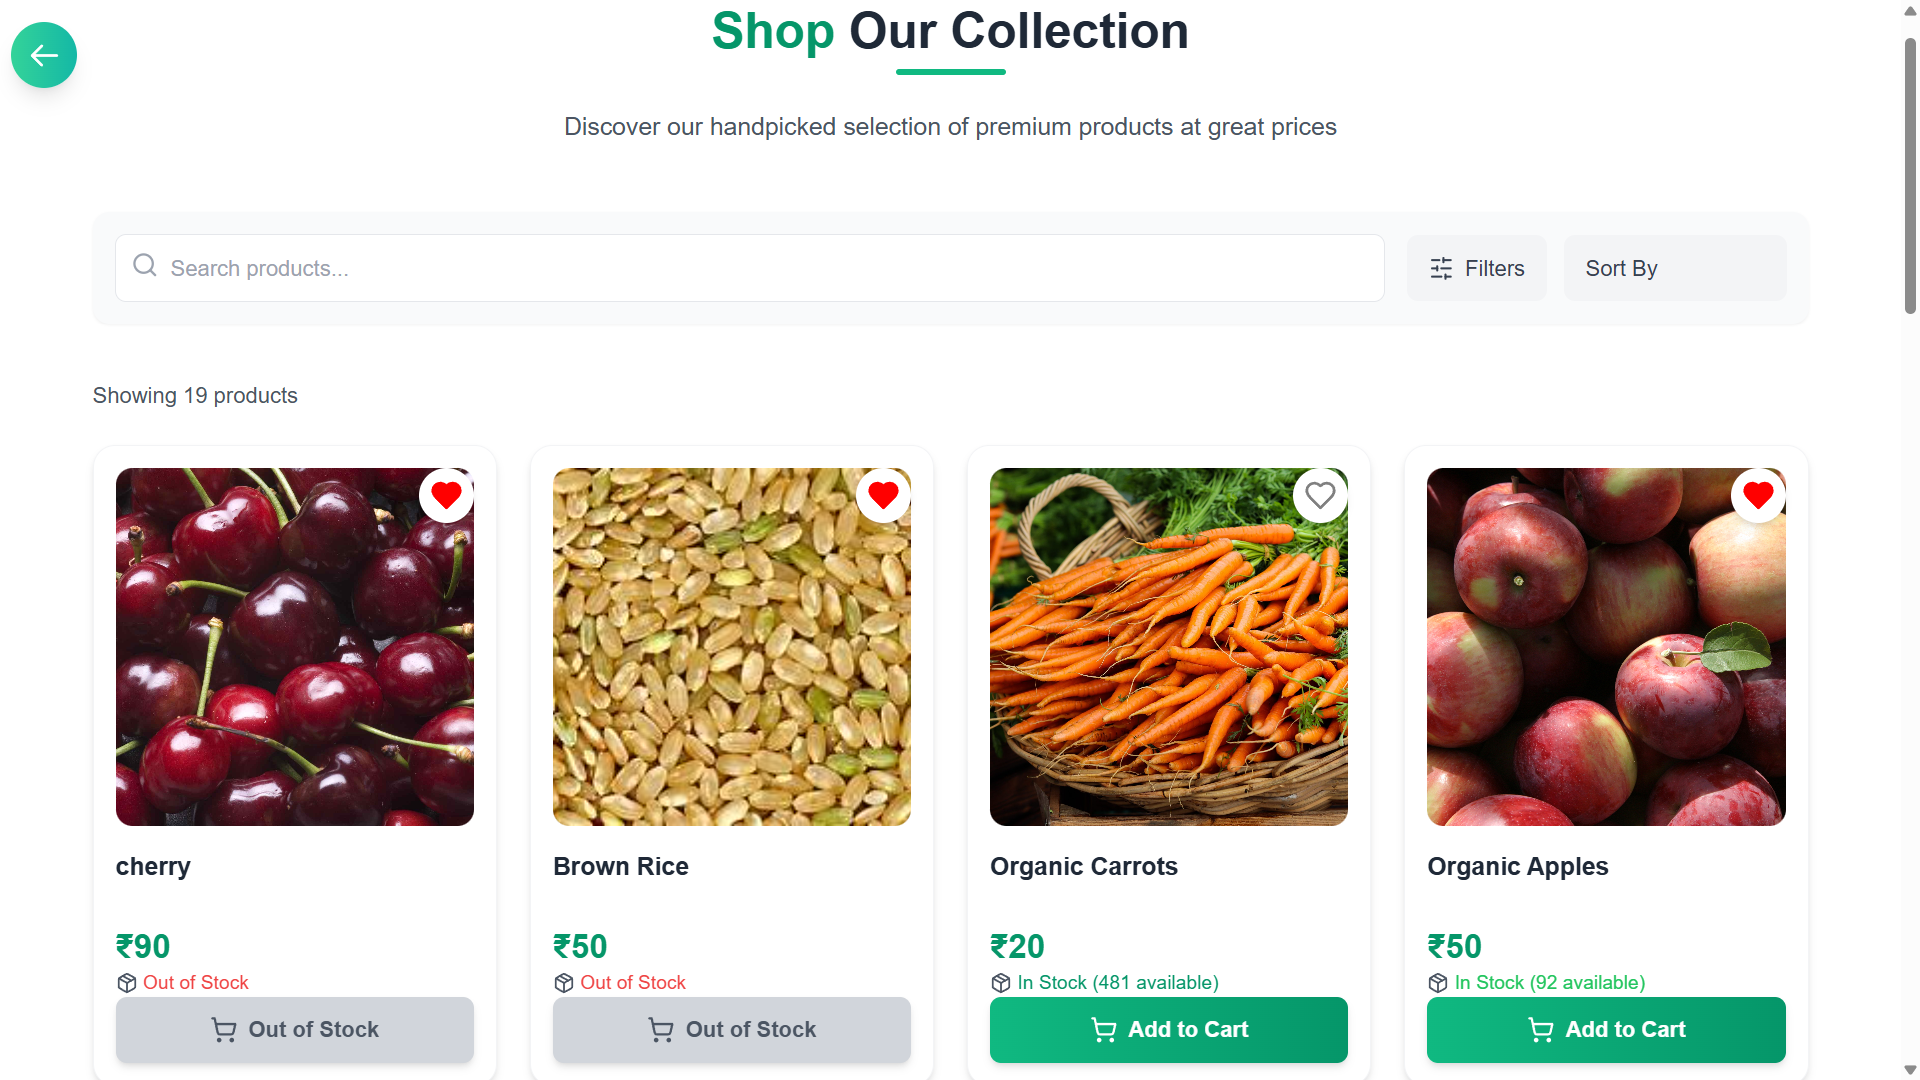 Shop Our Collection
Discover our handpicked selection of premium products at great prices
Search products...
Filters
Sort By
Showing 19 products
cherry
₹90
Out of Stock
Out of Stock
Brown Rice
₹50
Out of Stock
Out of Stock
Organic Carrots
₹20
In Stock (481 available)
Add to Cart
Organic Apples
₹50
In Stock (92 available)
Add to Cart